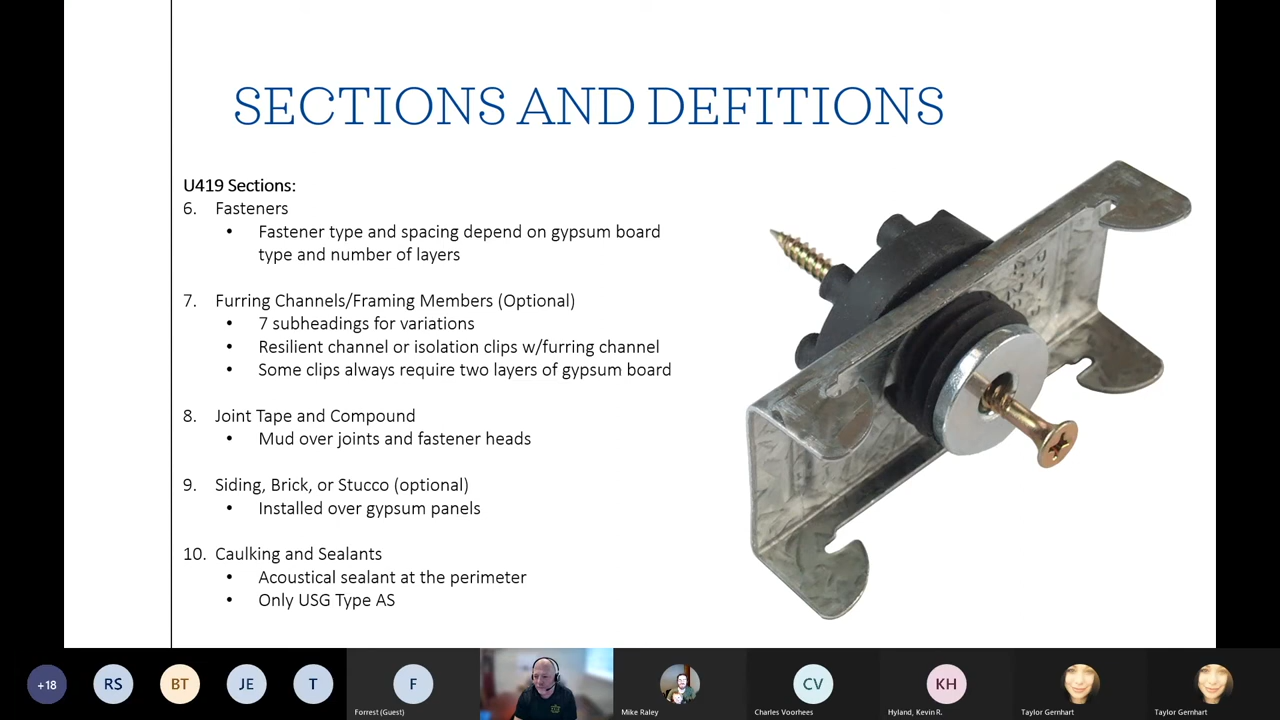 SECTIONS AND DEFITIONS
U419 Sections:
6. Fasteners
• Fastener type and spacing depend on gypsum board
type and number of layers
7. Furring Channels/Framing Members (Optional)
• 7 subheadings for variations
• Resilient channel or isolation clips w/furring channel
• Some clips always require two layers of gypsum board
8. Joint Tape and Compound
• Mud over joints and fastener heads
9. Siding, Brick, or Stucco (optional)
• Installed over gypsum panels
10. Caulking and Sealants
• Acoustical sealant at the perimeter
• Only USG Type AS
+18
RS
BT
JE
T
F
CV
KH
Forrest (Guest)
Mike Raley
Charles Voorhees
Hyland, Kevin R.
Taylor Gernhart
Taylor Gernhart